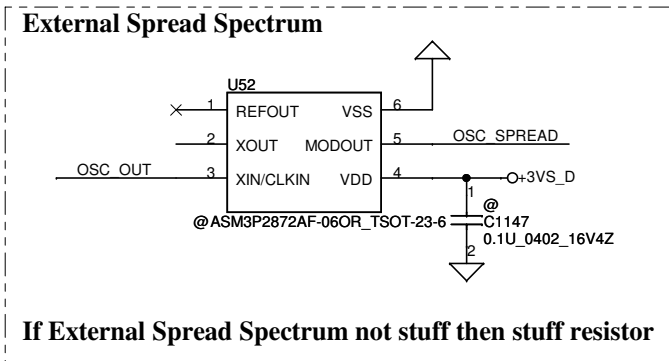 External Spread Spectrum
U52
1 REFOUT VSS 6
2 XOUT MODOUT 5 OSC_SPREAD
OSC_OUT 3 XIN/CLKIN VDD 4 +3VS_D
1
@
@ASM3P2872AF-06OR_TSOT-23-6 C1147
0.1U_0402_16V4Z
2
If External Spread Spectrum not stuff then stuff resistor